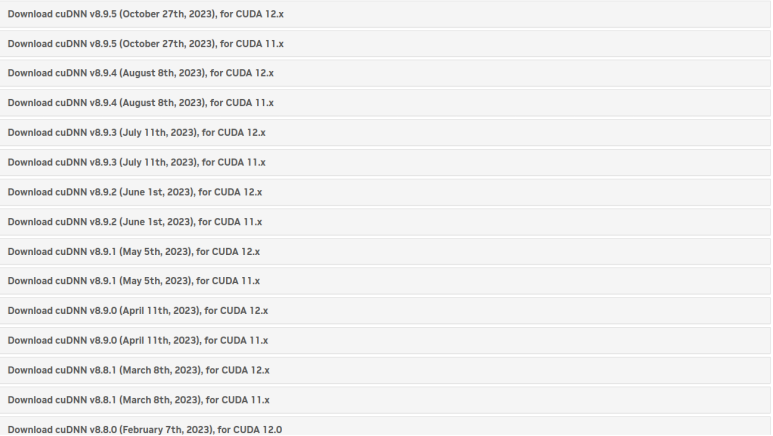 Download cuDNN v8.9.5 (October 27th, 2023), for CUDA 12.x
Download cuDNN v8.9.5 (October 27th, 2023), for CUDA 11.x
Download cuDNN v8.9.4 (August 8th, 2023), for CUDA 12.x
Download cuDNN v8.9.4 (August 8th, 2023), for CUDA 11.x
Download cuDNN v8.9.3 (July 11th, 2023), for CUDA 12.x
Download cuDNN v8.9.3 (July 11th, 2023), for CUDA 11.x
Download cuDNN v8.9.2 (June 1st, 2023), for CUDA 12.x
Download cuDNN v8.9.2 (June 1st, 2023), for CUDA 11.x
Download cuDNN v8.9.1 (May 5th, 2023), for CUDA 12.x
Download cuDNN v8.9.1 (May 5th, 2023), for CUDA 11.x
Download cuDNN v8.9.0 (April 11th, 2023), for CUDA 12.x
Download cuDNN v8.9.0 (April 11th, 2023), for CUDA 11.x
Download cuDNN v8.8.1 (March 8th, 2023), for CUDA 12.x
Download cuDNN v8.8.1 (March 8th, 2023), for CUDA 11.x
Download cuDNN v8.8.0 (February 7th, 2023), for CUDA 12.0